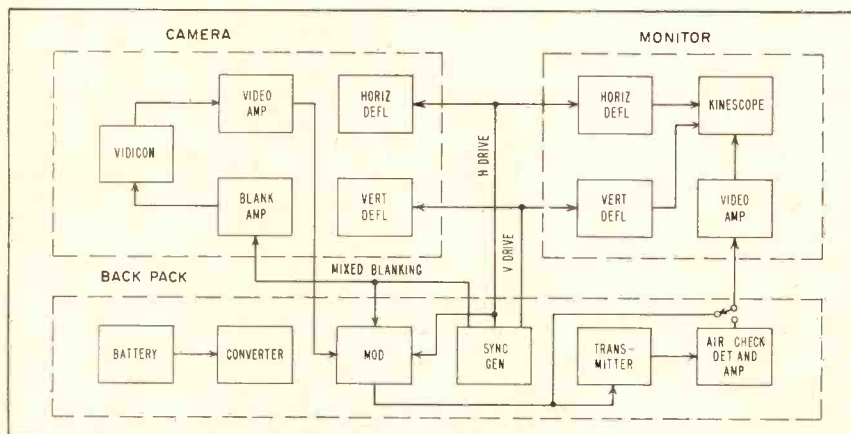 CAMERA
MONITOR
VIDEO
AMP
HORIZ
DEFL
HORIZ
DEFL
KINESCOPE
VIDICON
H DRIVE
BLANK
AMP
VERT
DEFL
VERT
DEFL
VIDEO
AMP
V DRIVE
MIXED BLANKING
BACK PACK
BATTERY
CONVERTER
MOD
SYNC
GEN
TRANS-
MITTER
AIR CHECK
DET AND
AMP